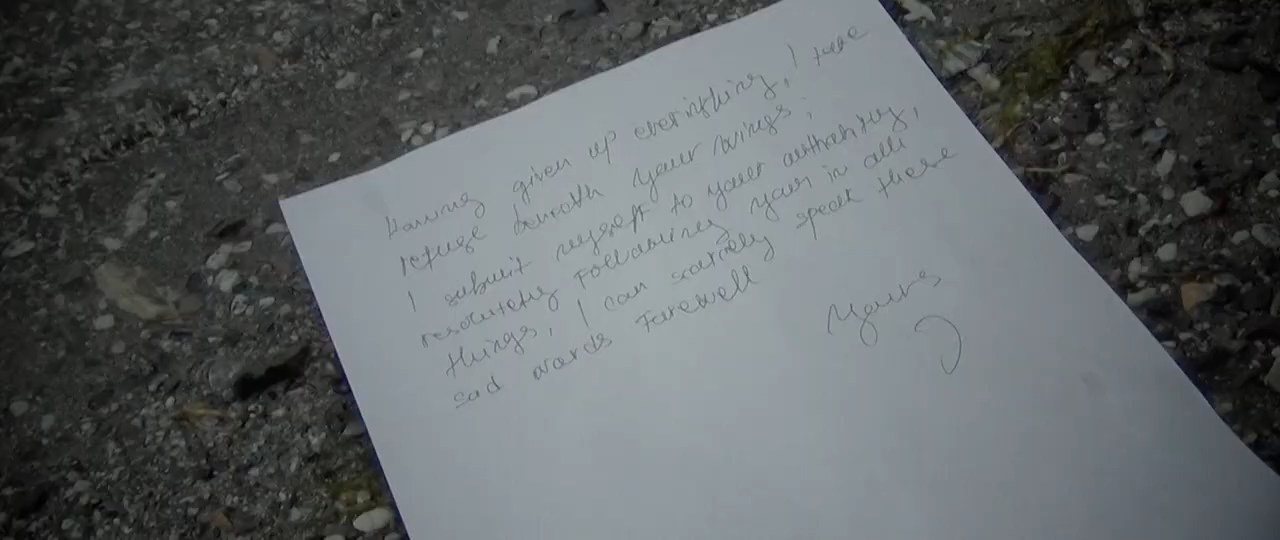 Having given up everything, I take
refuge beneath your wings;
I submit myself to your authority,
resolutely following you in all
things, I can scarcely speak these
sad words Farewell
Yours
J